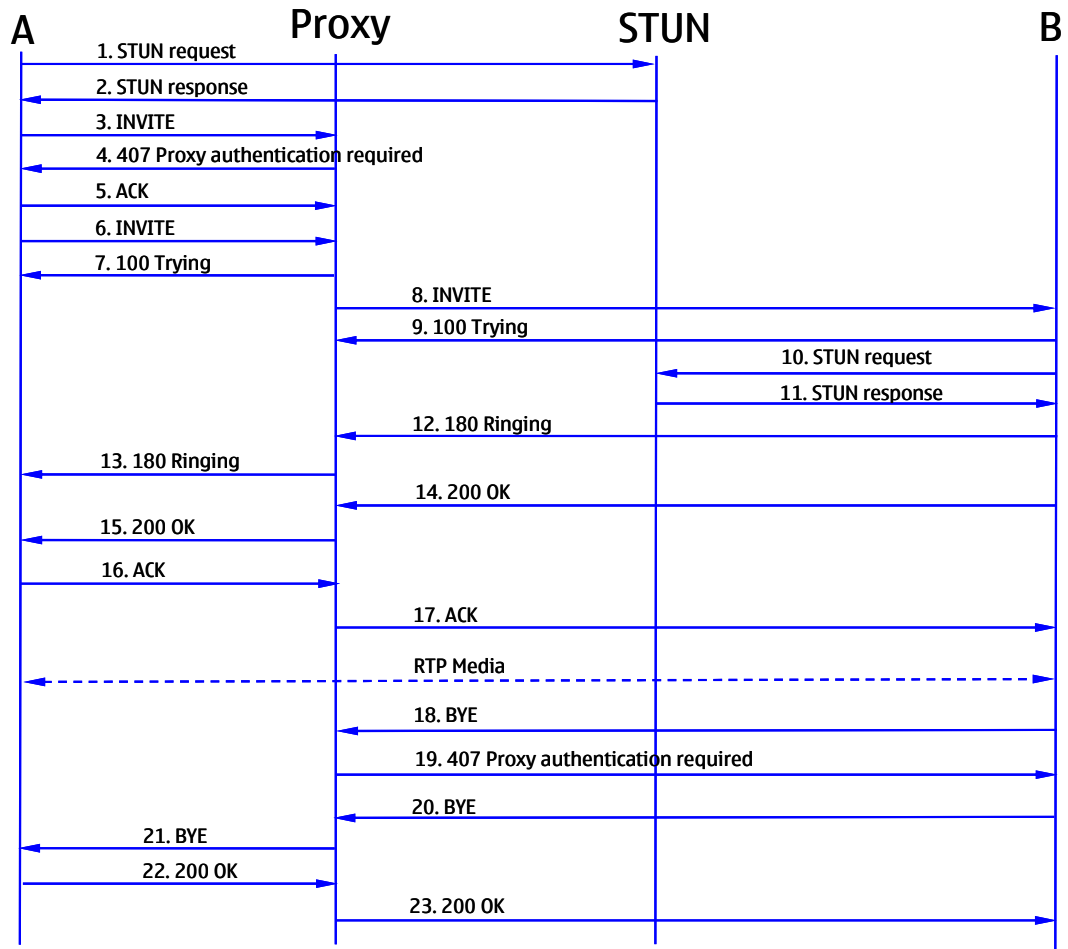 A
Proxy
STUN
B
1. STUN request
2. STUN response
3. INVITE
4. 407 Proxy authentication required
5. ACK
6. INVITE
7. 100 Trying
8. INVITE
9. 100 Trying
10. STUN request
11. STUN response
12. 180 Ringing
13. 180 Ringing
14. 200 OK
15. 200 OK
16. ACK
17. ACK
RTP Media
18. BYE
19. 407 Proxy authentication required
20. BYE
21. BYE
22. 200 OK
23. 200 OK